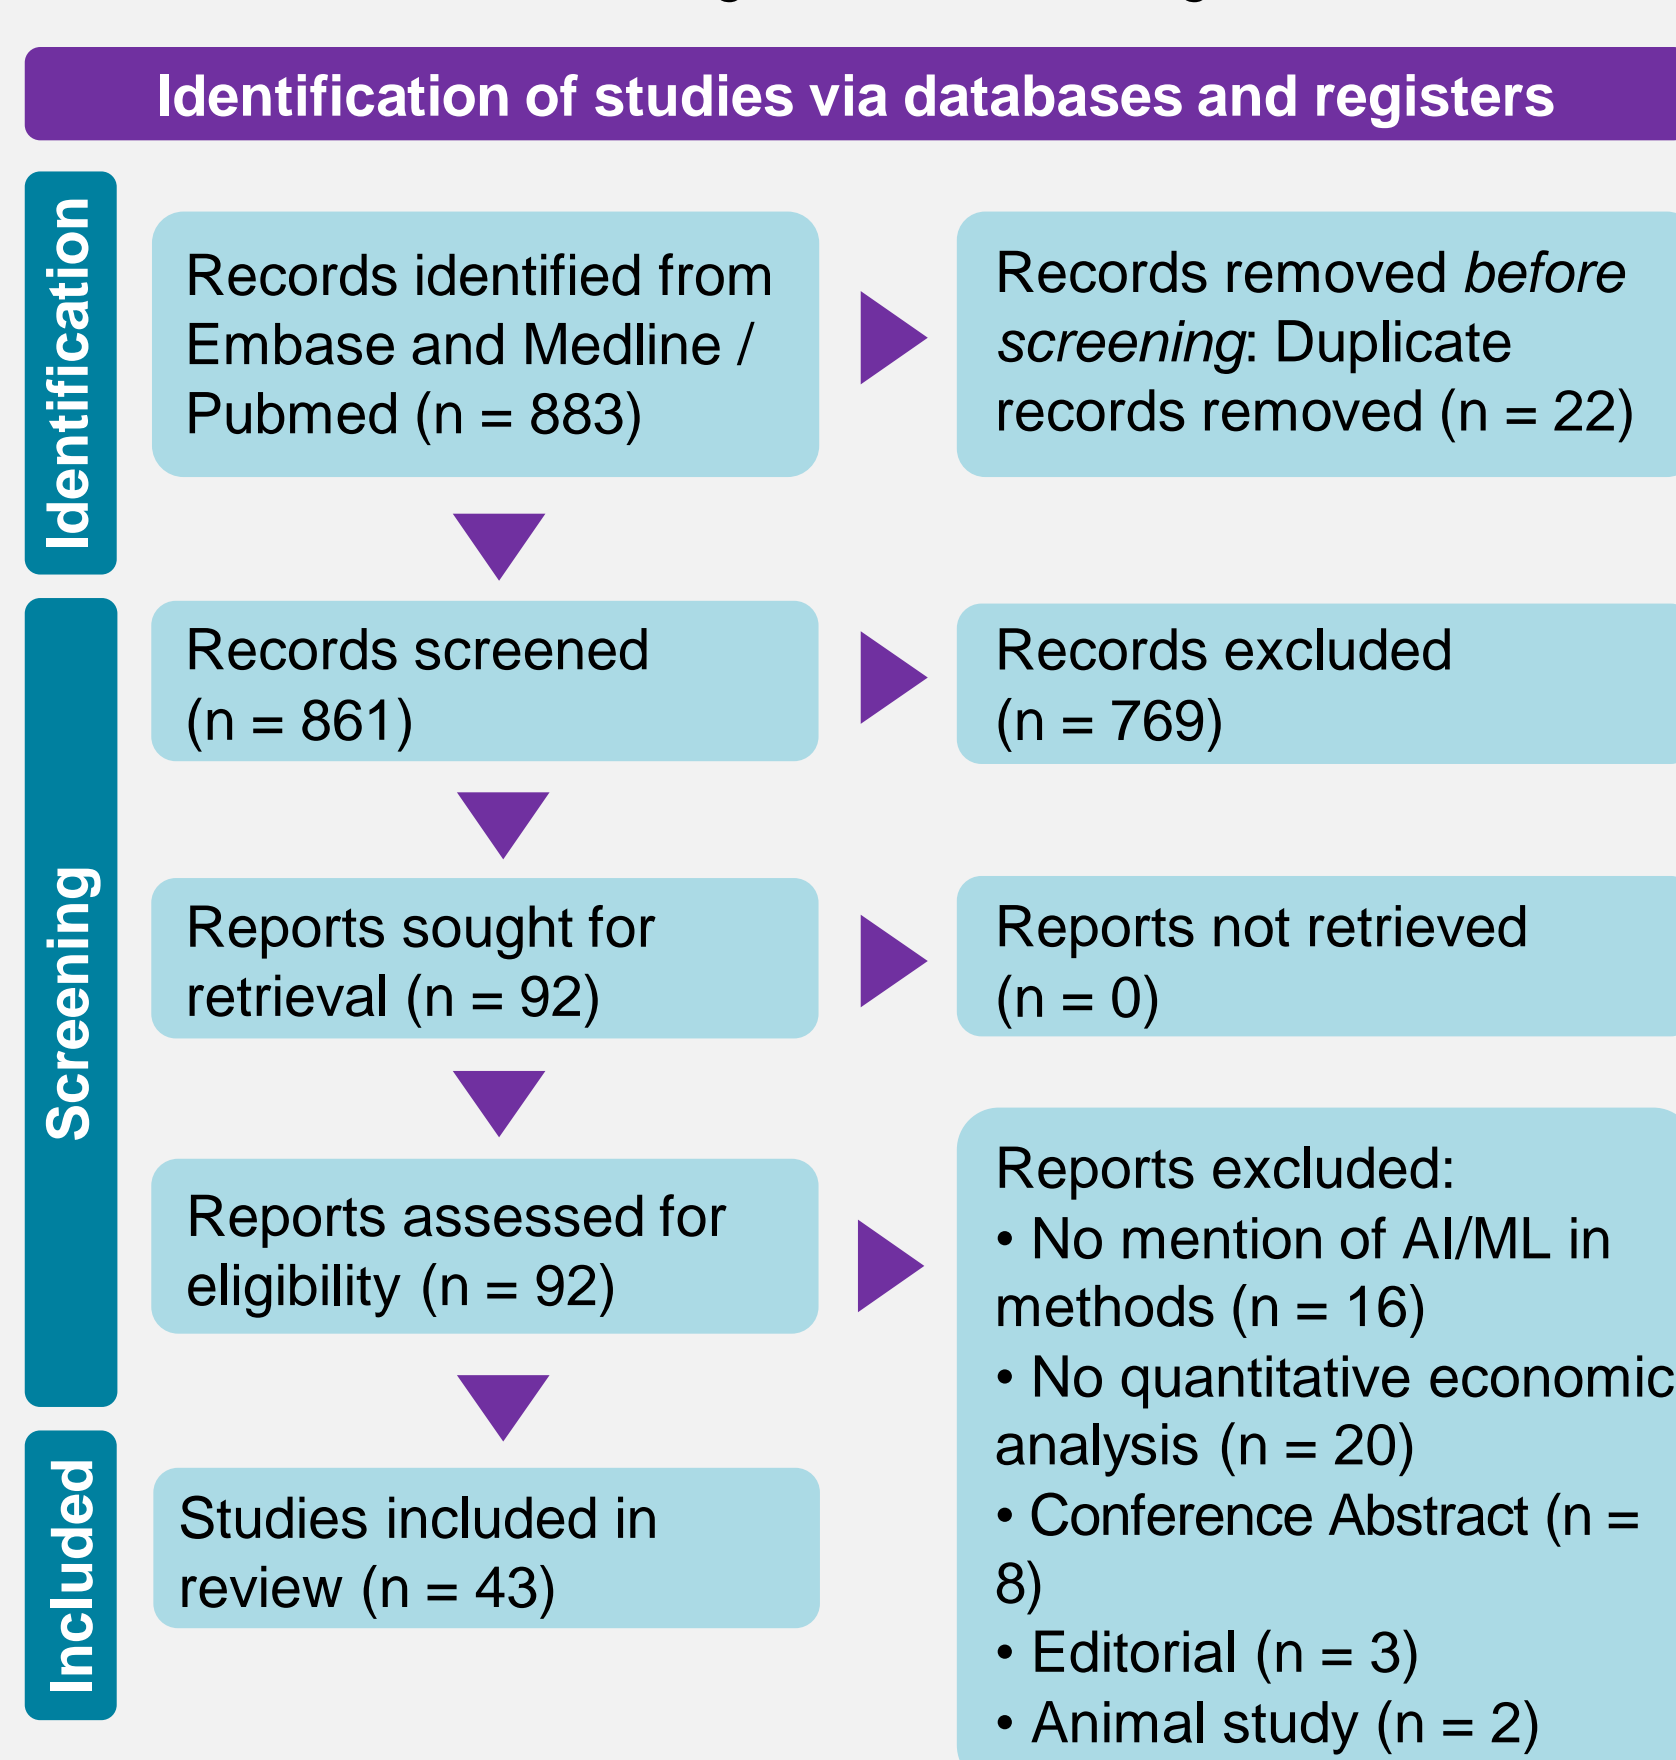 Identification of studies via databases and registers
Identification
Records identified from
Embase and Medline /
Pubmed (n = 883)
Records removed before
screening: Duplicate
records removed (n = 22)
Screening
Records screened
(n = 861)
Records excluded
(n = 769)
Reports sought for
retrieval (n = 92)
Reports not retrieved
(n = 0)
Reports assessed for
eligibility (n = 92)
Reports excluded:
• No mention of AI/ML in
methods (n = 16)
• No quantitative economic
analysis (n = 20)
• Conference Abstract (n =
8)
• Editorial (n = 3)
• Animal study (n = 2)
Included
Studies included in
review (n = 43)